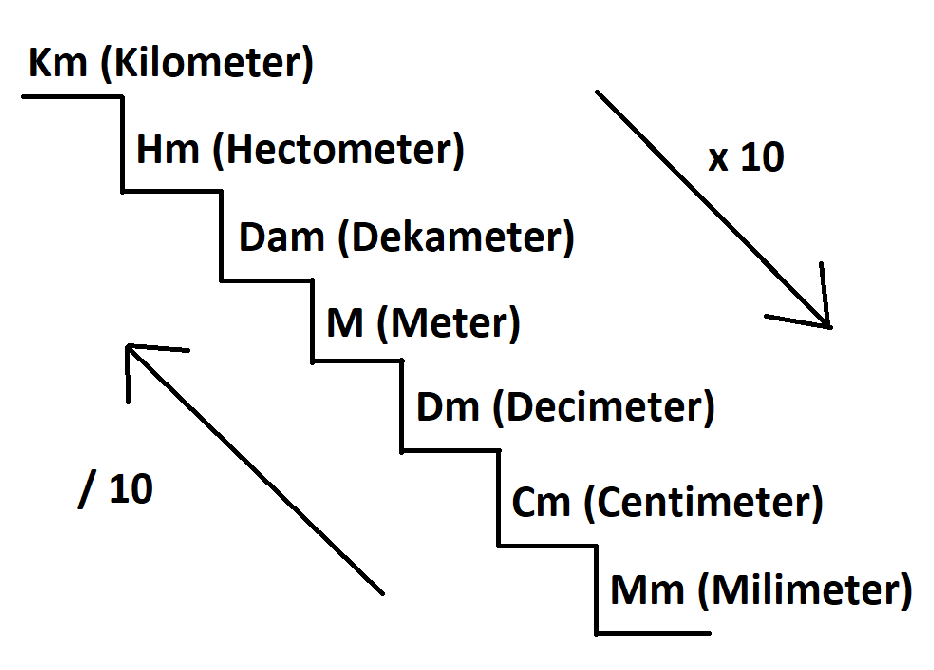 Km (Kilometer)
Hm (Hectometer)
x 10
Dam (Dekameter)
M (Meter)
Dm (Decimeter)
/ 10
Cm (Centimeter)
Mm (Milimeter)